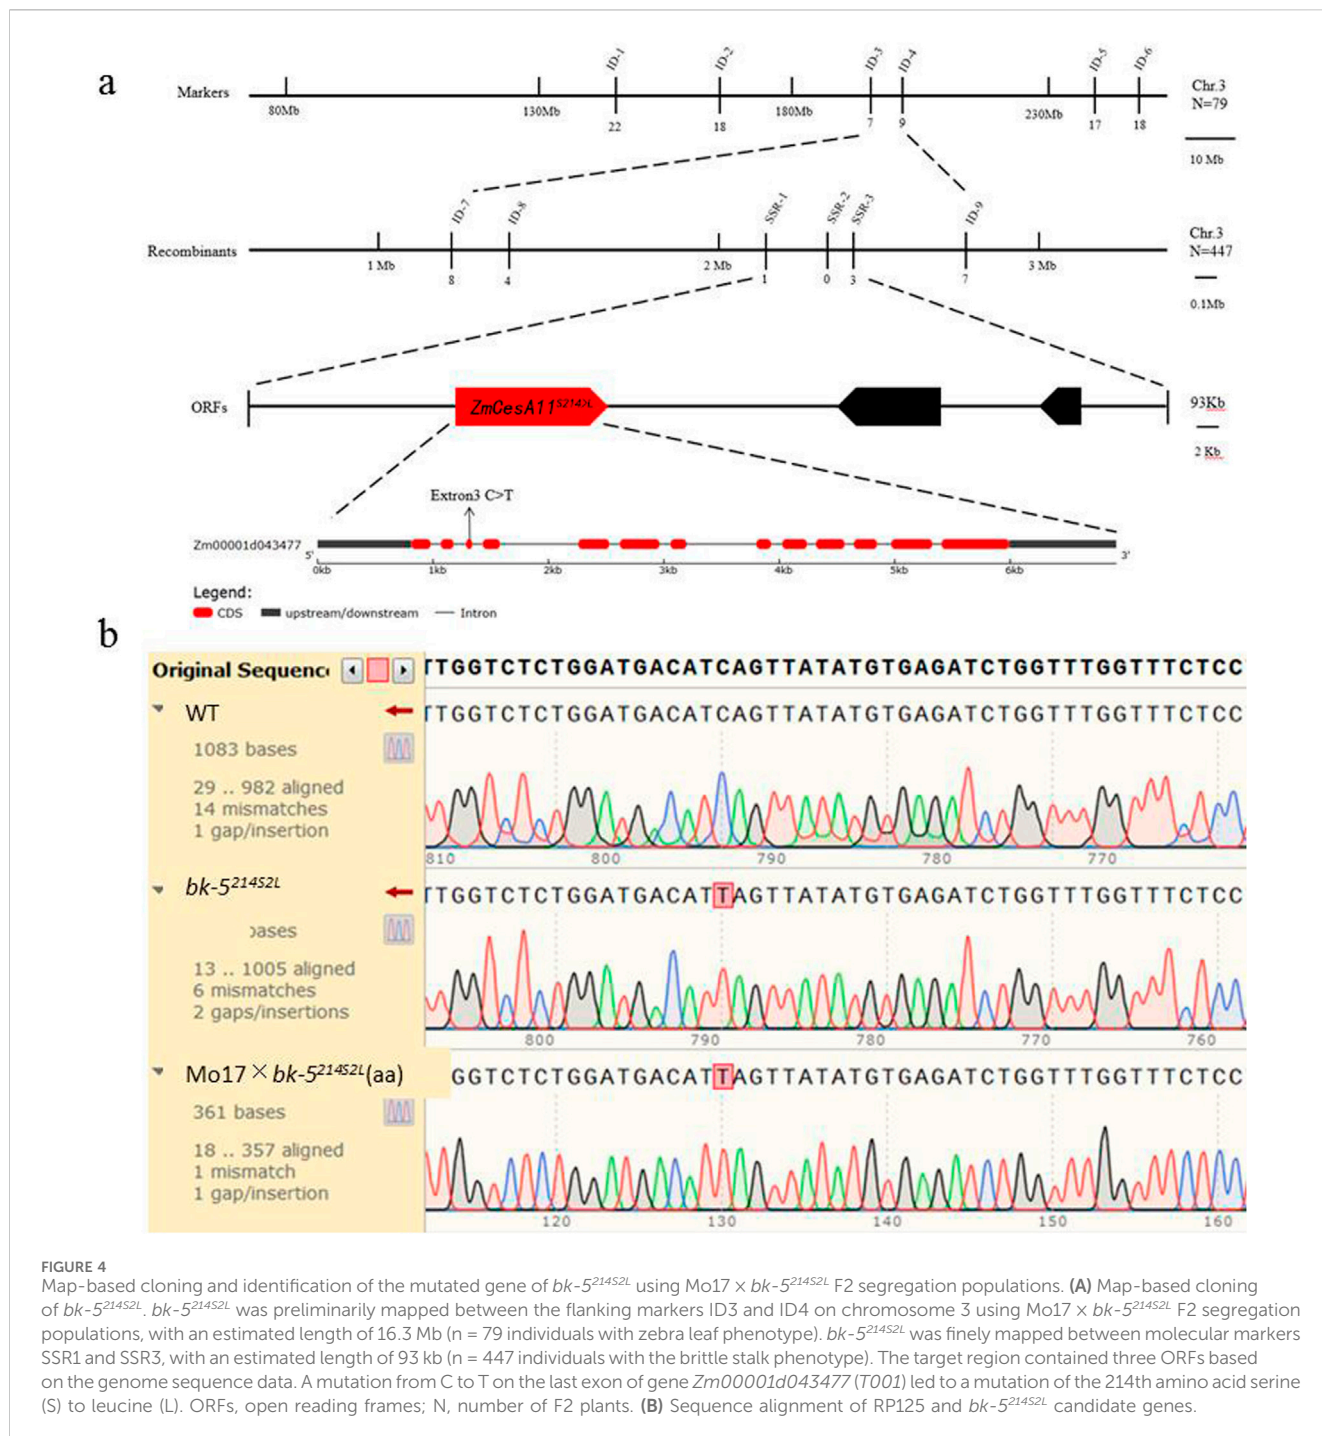 a
ID-1 ID-2 ID-3 ID-4 ID-5 ID-6
Markers
80Mb 130Mb 180Mb 230Mb
22 18 7 9 17 18
Chr.3
N=79
10 Mb
ID-7 ID-8 SSR-1 SSR-2 SSR-3 ID-9
Recombinants
1 Mb 2 Mb 3 Mb
8 4 1 0 3 7
Chr.3
N=447
0.1Mb
ORFs
ZmCesA11S214>L
93Kb
2 Kb
Extron3 C>T
Zm00001d043477
5' 3'
0kb 1kb 2kb 3kb 4kb 5kb 6kb
Legend:
CDS upstream/downstream Intron
b
Original Sequenc TTGGTCTCTGGATGACATCAGTTATATGTGAGATCTGGTTTGGTTTCTCC
WT TTGGTCTCTGGATGACATCAGTTATATGTGAGATCTGGTTTGGTTTCTCC
1083 bases
29 .. 982 aligned
14 mismatches
1 gap/insertion
810 800 790 780 770
bk-5214S2L TTGGTCTCTGGATGACATTAGTTATATGTGAGATCTGGTTTGGTTTCTCC
bases
13 .. 1005 aligned
6 mismatches
2 gaps/insertions
800 790 780 770 760
Mo17 × bk-5214S2L(aa) GGTCTCTGGATGACATTAGTTATATGTGAGATCTGGTTTGGTTTCTCC
361 bases
18 .. 357 aligned
1 mismatch
1 gap/insertion
120 130 140 150 160
FIGURE 4
Map-based cloning and identification of the mutated gene of bk-5214S2L using Mo17 × bk-5214S2L F2 segregation populations. (A) Map-based cloning
of bk-5214S2L. bk-5214S2L was preliminarily mapped between the flanking markers ID3 and ID4 on chromosome 3 using Mo17 × bk-5214S2L F2 segregation
populations, with an estimated length of 16.3 Mb (n = 79 individuals with zebra leaf phenotype). bk-5214S2L was finely mapped between molecular markers
SSR1 and SSR3, with an estimated length of 93 kb (n = 447 individuals with the brittle stalk phenotype). The target region contained three ORFs based
on the genome sequence data. A mutation from C to T on the last exon of gene Zm00001d043477 (T001) led to a mutation of the 214th amino acid serine
(S) to leucine (L). ORFs, open reading frames; N, number of F2 plants. (B) Sequence alignment of RP125 and bk-5214S2L candidate genes.